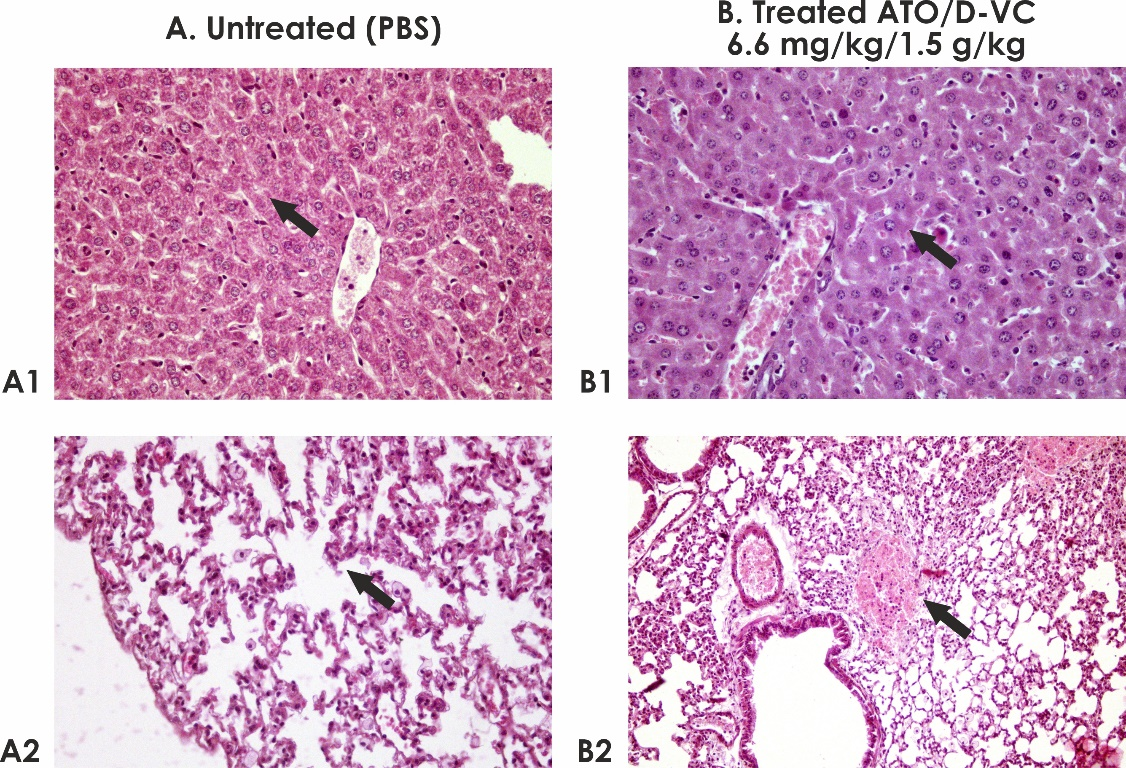 A. Untreated (PBS)
B. Treated ATO/D-VC
6.6 mg/kg/1.5 g/kg
A1
B1
A2
B2